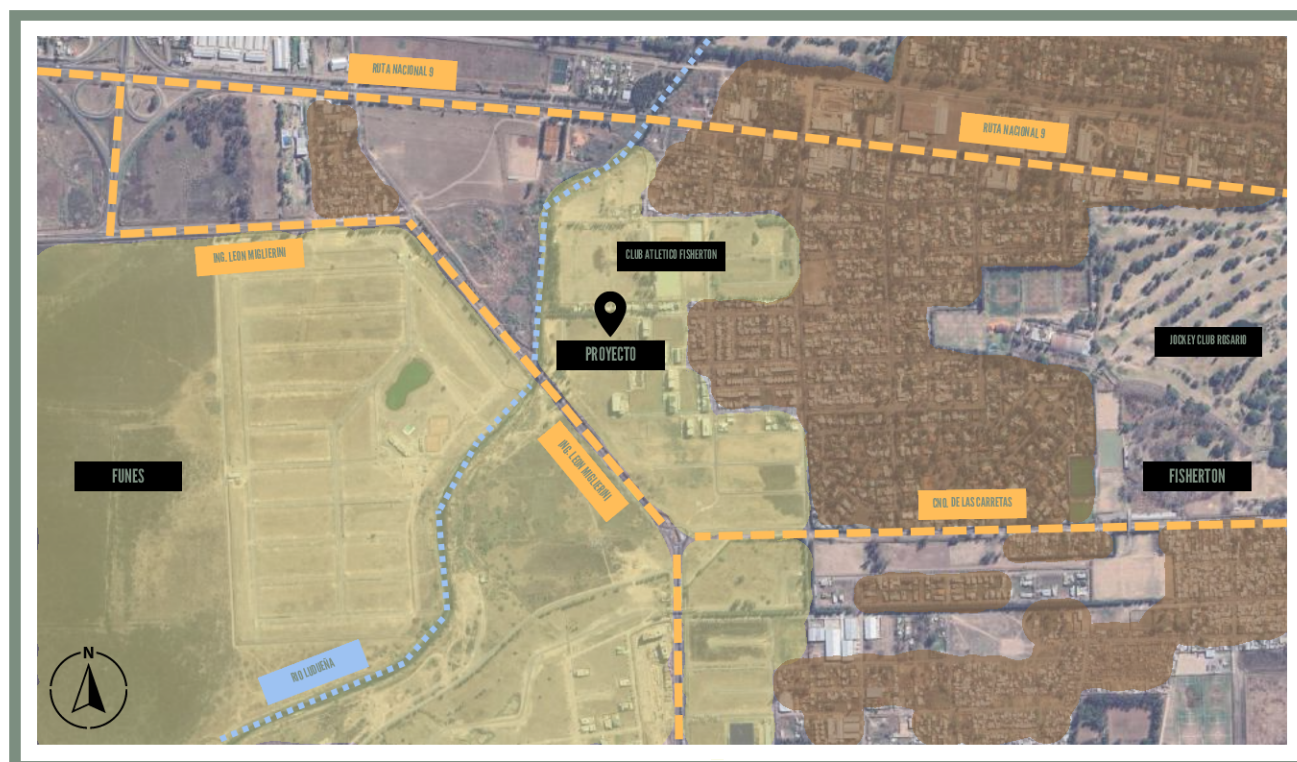 RUTA NACIONAL 9
RUTA NACIONAL 9
ING. LEON MIGLIERINI
CLUB ATLETICO FISHERTON
PROYECTO
JOCKEY CLUB ROSARIO
FUNES
ING. LEON MIGLIERINI
FISHERTON
CNO. DE LAS CARRETAS
RIO LUDUEÑA
N